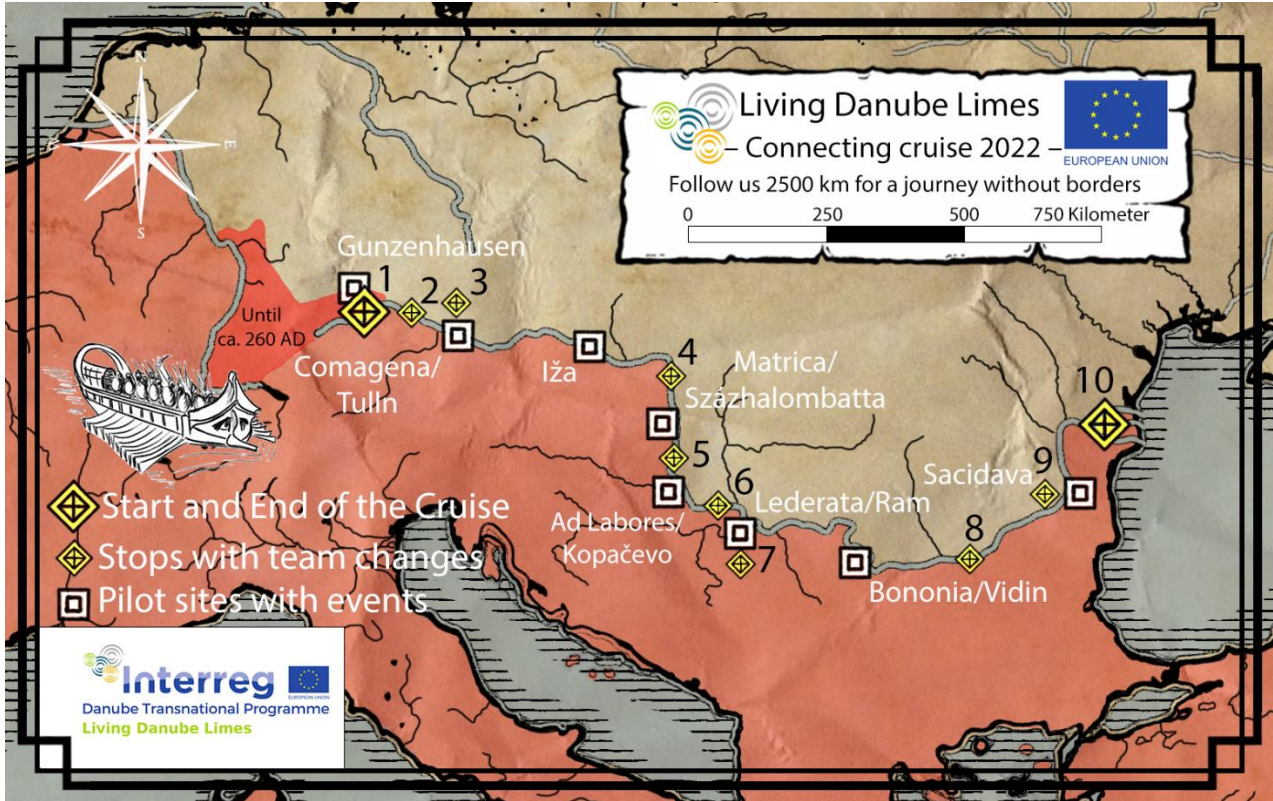 N
E
S
Living Danube Limes
– Connecting cruise 2022 –
EUROPEAN UNION
Follow us 2500 km for a journey without borders
0 250 500 750 Kilometer
Gunzenhausen
1
2
3
Until
ca. 260 AD
Comagena/
Tulln
Iža
4
Matrica/
Százhalombatta
10
5
6
Sacidava
9
Lederata/Ram
Ad Labores/
Kopačevo
7
8
Bononia/Vidin
Start and End of the Cruise
Stops with team changes
Pilot sites with events
Interreg
EUROPEAN UNION
Danube Transnational Programme
Living Danube Limes